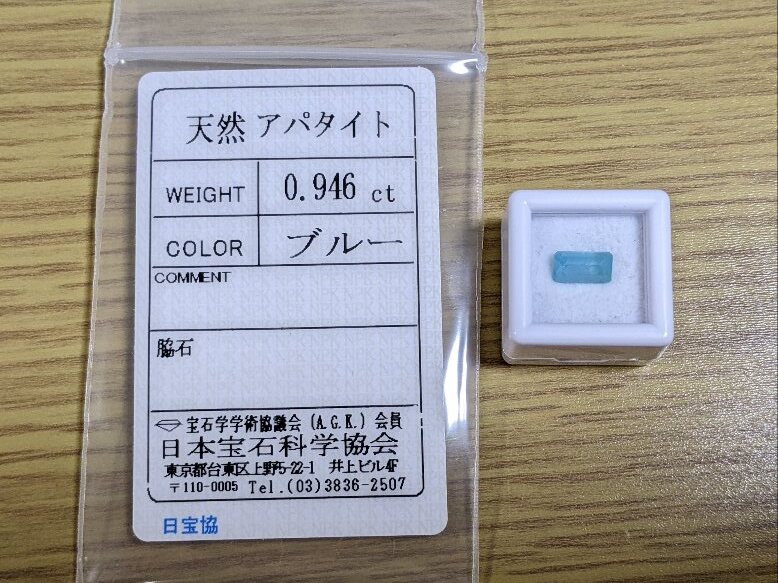 天然 アパタイト
WEIGHT 0.946 ct
COLOR ブルー
COMMENT
脇石
宝石学学術協議会 (A.G.K.) 会員
日本宝石科学協会
東京都台東区上野5-22-1 井上ビル4F
〒110-0005 Tel.(03)3836-2507
日宝協